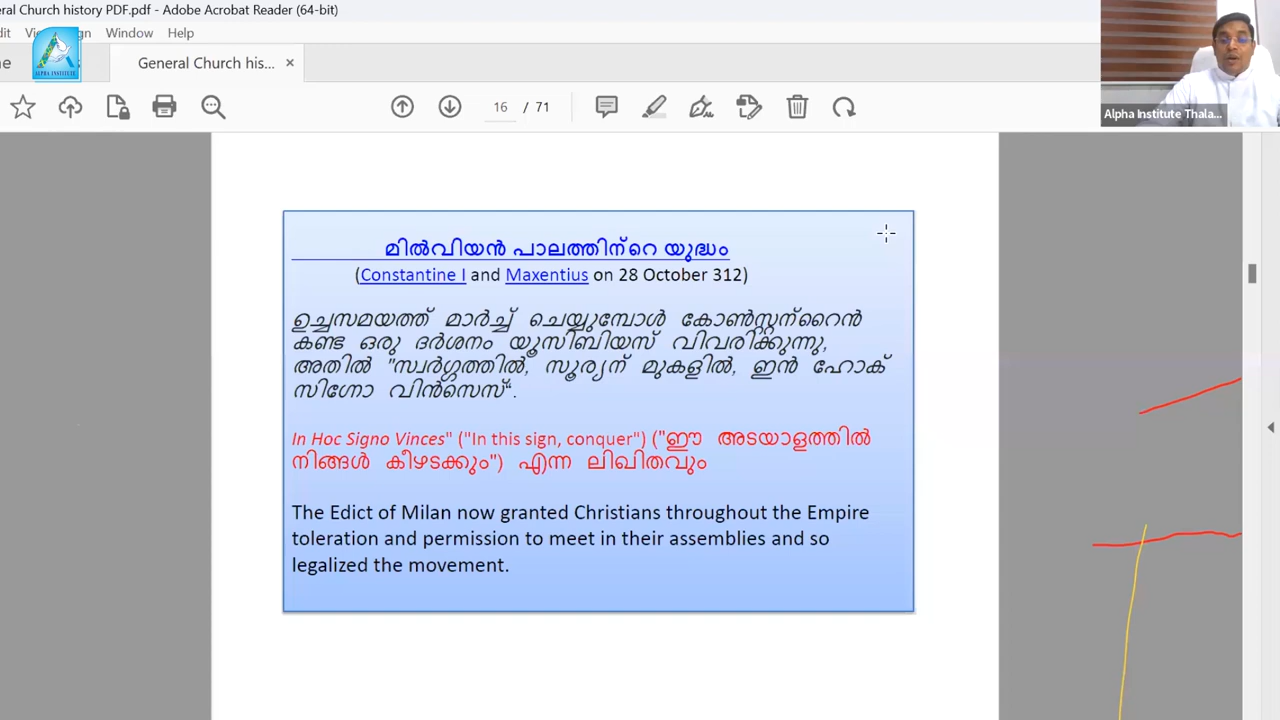 eral Church history PDF.pdf - Adobe Acrobat Reader (64-bit)
Window Help
General Church his... ×
ALPHA INSTITUTE
16 / 71
Alpha Institute Thala...
മിൽവിയൻ പാലത്തിന്റെ യുദ്ധം
(Constantine I and Maxentius on 28 October 312)
ഉച്ചസമയത്ത് മാർച്ച് ചെയ്യുമ്പോൾ കോൺസ്റ്റന്റൈൻ
കണ്ട ഒരു ദർശനം യൂസിബിയസ് വിവരിക്കുന്നു,
അതിൽ "സ്വർഗ്ഗത്തിൽ, സൂര്യന് മുകളിൽ, ഇൻ ഹോക്
സിഗ്നോ വിൻസെസ്“.
In Hoc Signo Vinces" ("In this sign, conquer") ("ഈ അടയാളത്തിൽ
നിങ്ങൾ കീഴടക്കും") എന്ന ലിഖിതവും
The Edict of Milan now granted Christians throughout the Empire
toleration and permission to meet in their assemblies and so
legalized the movement.